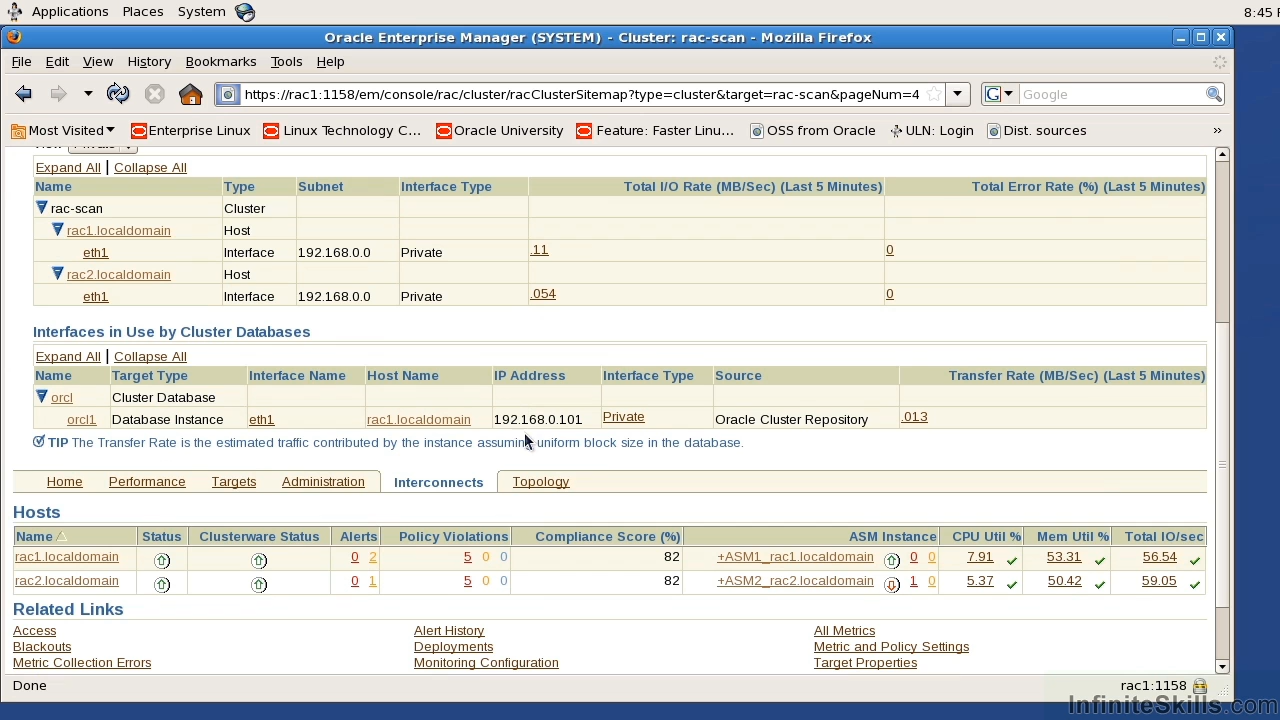 Applications Places System 8:45
Oracle Enterprise Manager (SYSTEM) - Cluster: rac-scan - Mozilla Firefox
File Edit View History Bookmarks Tools Help
https://rac1:1158/em/console/rac/cluster/racClusterSitemap?type=cluster&target=rac-scan&pageNum=4 G Google
Most Visited Enterprise Linux Linux Technology C... Oracle University Feature: Faster Linu... OSS from Oracle ULN: Login Dist. sources »
Expand All | Collapse All
Name Type Subnet Interface Type Total I/O Rate (MB/Sec) (Last 5 Minutes) Total Error Rate (%) (Last 5 Minutes)
rac-scan Cluster
rac1.localdomain Host
eth1 Interface 192.168.0.0 Private .11 0
rac2.localdomain Host
eth1 Interface 192.168.0.0 Private .054 0
Interfaces in Use by Cluster Databases
Expand All | Collapse All
Name Target Type Interface Name Host Name IP Address Interface Type Source Transfer Rate (MB/Sec) (Last 5 Minutes)
orcl Cluster Database
orcl1 Database Instance eth1 rac1.localdomain 192.168.0.101 Private Oracle Cluster Repository .013
TIP The Transfer Rate is the estimated traffic contributed by the instance assuming uniform block size in the database.
Home Performance Targets Administration Interconnects Topology
Hosts
Name Status Clusterware Status Alerts Policy Violations Compliance Score (%) ASM Instance CPU Util % Mem Util % Total IO/sec
rac1.localdomain 0 2 5 0 0 82 +ASM1_rac1.localdomain 0 0 7.91 53.31 56.54
rac2.localdomain 0 1 5 0 0 82 +ASM2_rac2.localdomain 1 0 5.37 50.42 59.05
Related Links
Access Alert History All Metrics
Blackouts Deployments Metric and Policy Settings
Metric Collection Errors Monitoring Configuration Target Properties
Done rac1:1158
InfiniteSkills.com